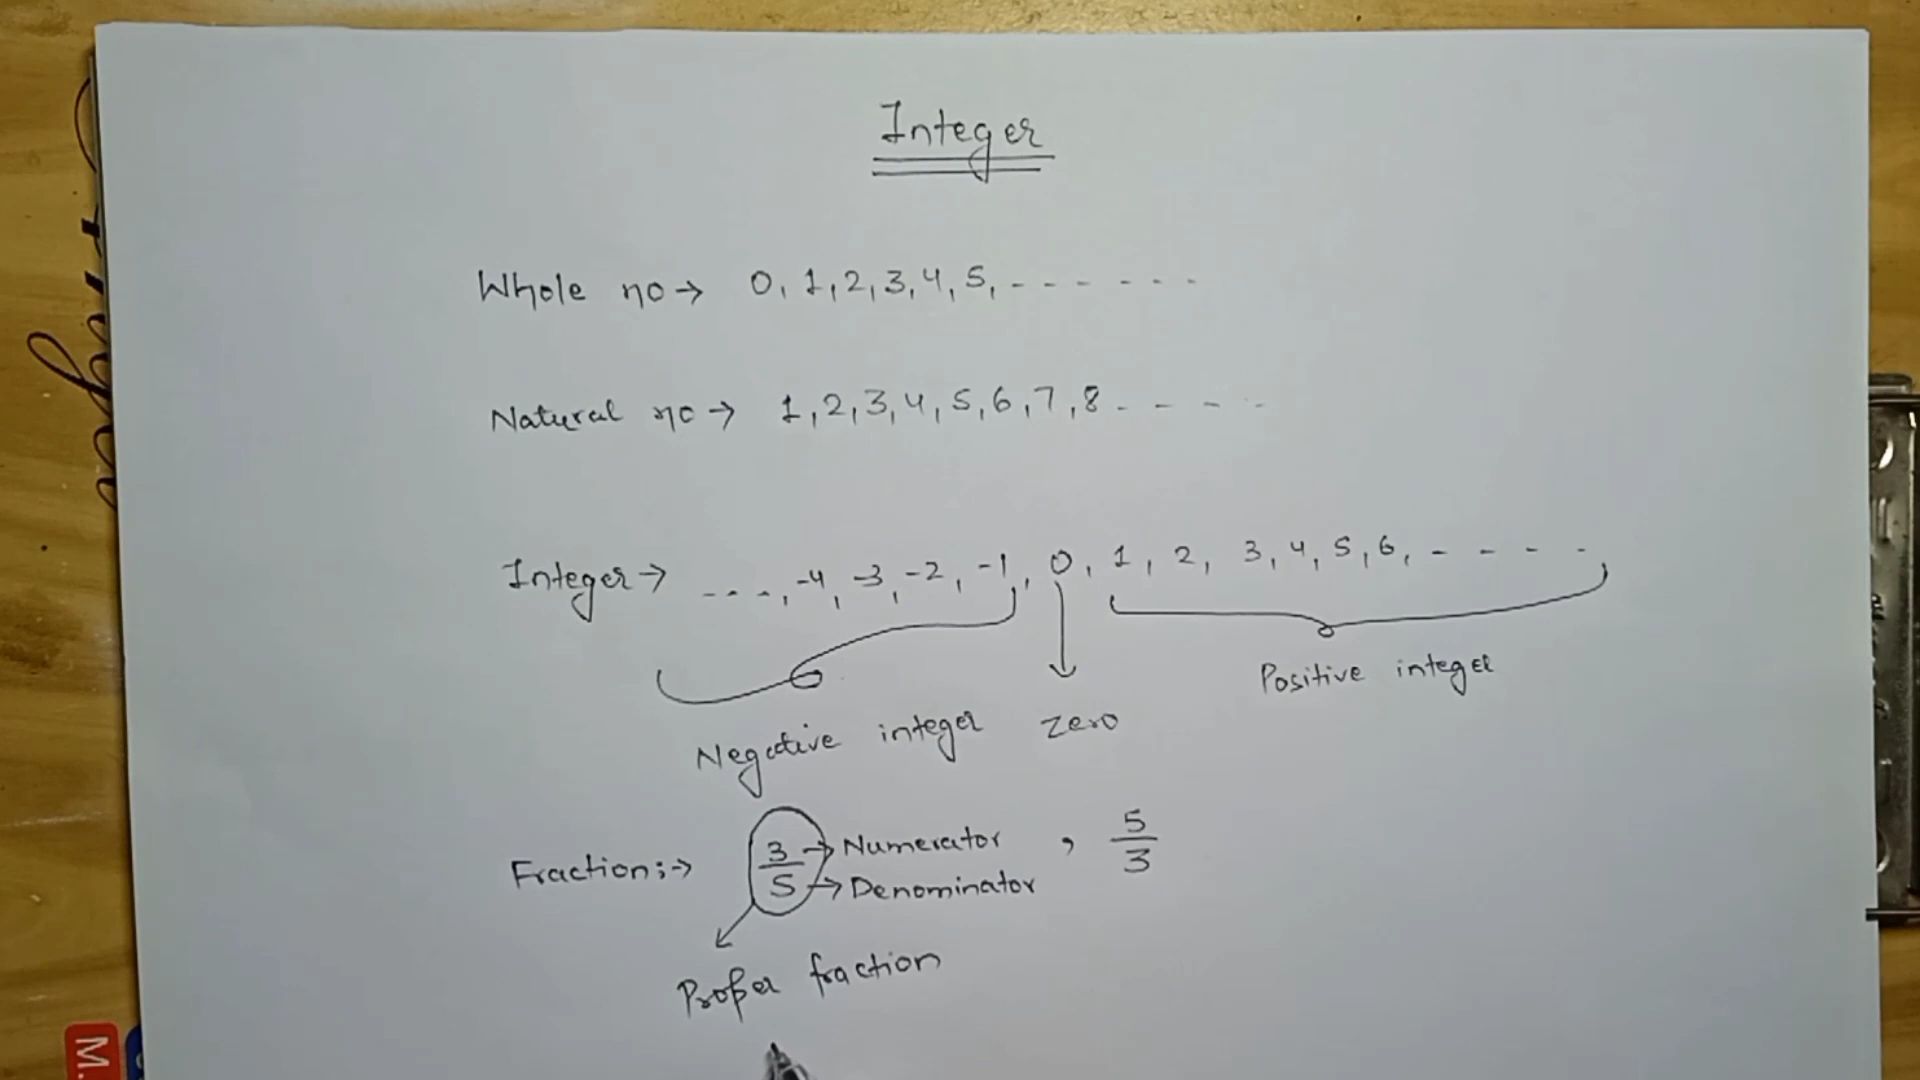 Integer
Whole no → 0, 1, 2, 3, 4, 5, - - - - - -
Natural no → 1, 2, 3, 4, 5, 6, 7, 8 - - - -
Integer → - - -, -4, -3, -2, -1, 0, 1, 2, 3, 4, 5, 6, - - - -
Negative integer zero Positive integer
Fraction :→ 3/5 → Numerator → Denominator , 5/3
Proper fraction
M.